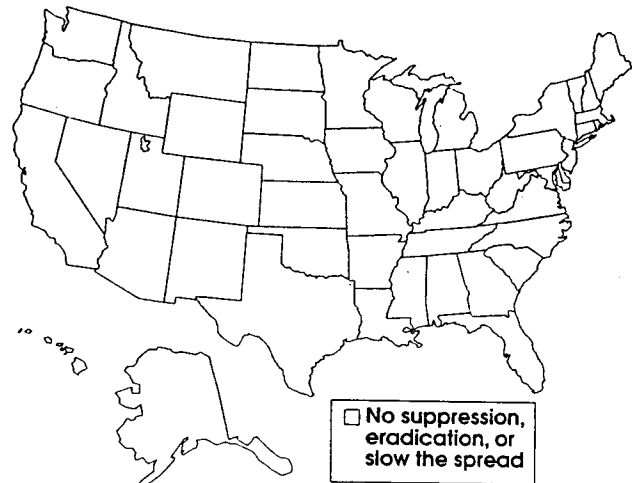 No suppression,
eradication, or
slow the spread